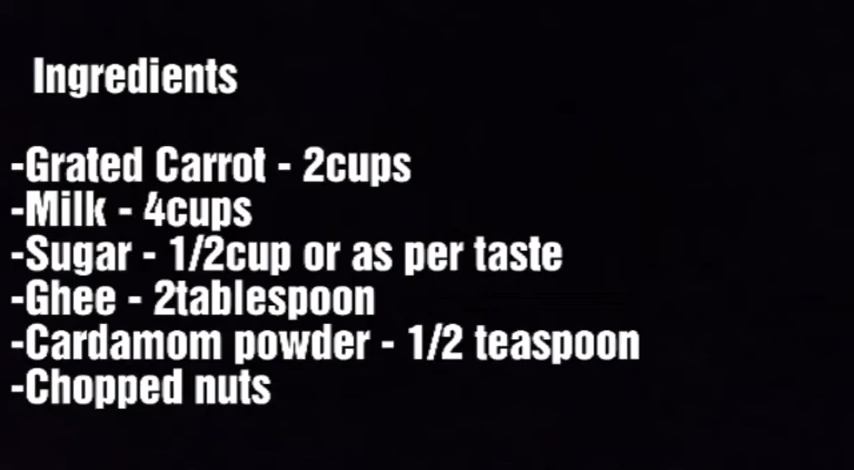 Ingredients
-Grated Carrot - 2cups
-Milk - 4cups
-Sugar - 1/2cup or as per taste
-Ghee - 2tablespoon
-Cardamom powder - 1/2 teaspoon
-Chopped nuts